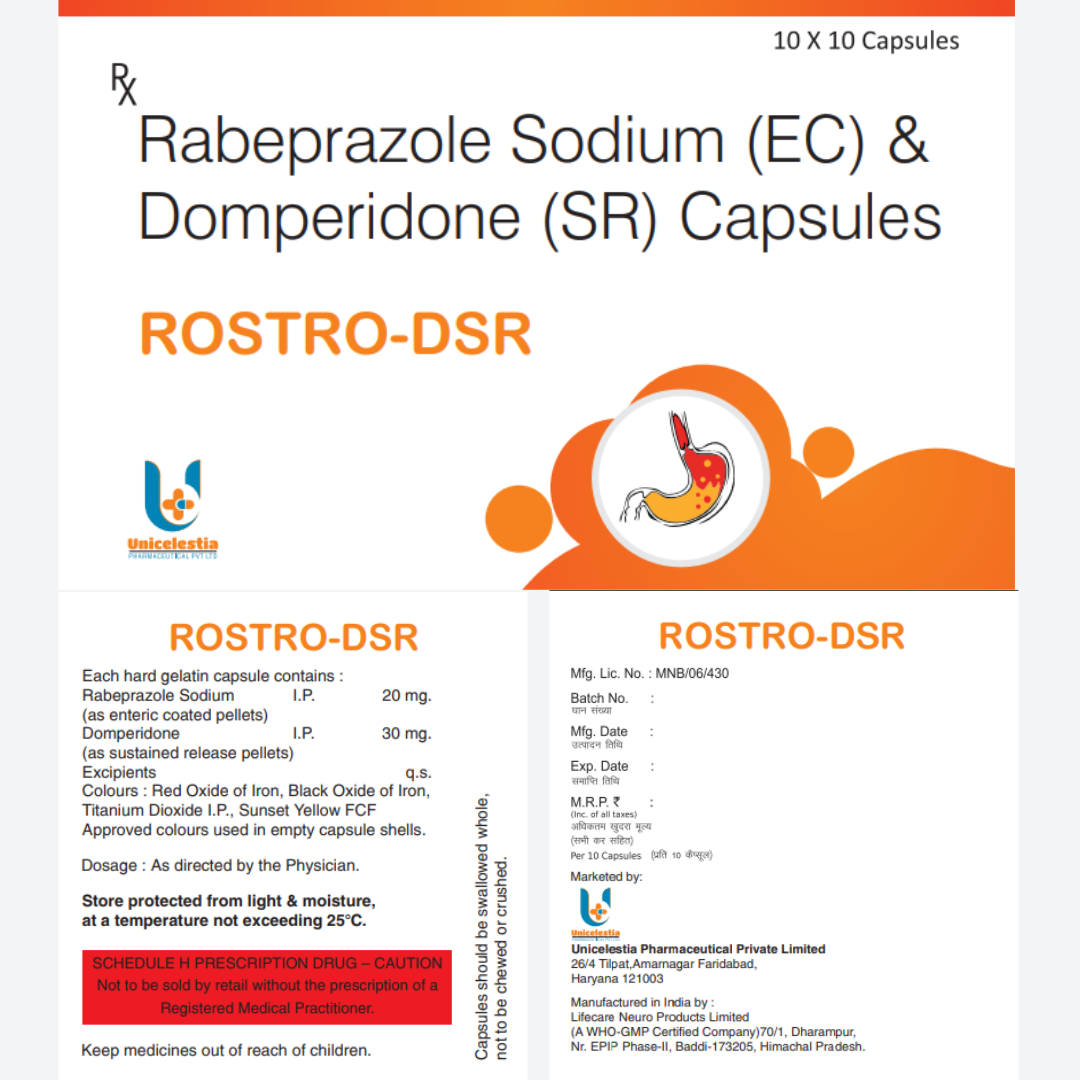 10 X 10 Capsules
Rx
Rabeprazole Sodium (EC) &
Domperidone (SR) Capsules
ROSTRO-DSR
Unicelestia
PHARMACEUTICAL PVT LTD
ROSTRO-DSR
Each hard gelatin capsule contains :
Rabeprazole Sodium I.P. 20 mg.
(as enteric coated pellets)
Domperidone I.P. 30 mg.
(as sustained release pellets)
Excipients q.s.
Colours : Red Oxide of Iron, Black Oxide of Iron,
Titanium Dioxide I.P., Sunset Yellow FCF
Approved colours used in empty capsule shells.
Dosage : As directed by the Physician.
Store protected from light & moisture,
at a temperature not exceeding 25°C.
SCHEDULE H PRESCRIPTION DRUG – CAUTION
Not to be sold by retail without the prescription of a
Registered Medical Practitioner.
Keep medicines out of reach of children.
Capsules should be swallowed whole,
not to be chewed or crushed.
ROSTRO-DSR
Mfg. Lic. No. : MNB/06/430
Batch No. :
घान संख्या
Mfg. Date :
उत्पादन तिथि
Exp. Date :
समाप्ति तिथि
M.R.P. ₹ :
(Inc. of all taxes)
अधिकतम खुदरा मूल्य
(सभी कर सहित)
Per 10 Capsules (प्रति 10 कैप्सूल)
Marketed by:
Unicelestia
Unicelestia Pharmaceutical Private Limited
26/4 Tilpat,Amarnagar Faridabad,
Haryana 121003
Manufactured in India by :
Lifecare Neuro Products Limited
(A WHO-GMP Certified Company)70/1, Dharampur,
Nr. EPIP Phase-II, Baddi-173205, Himachal Pradesh.